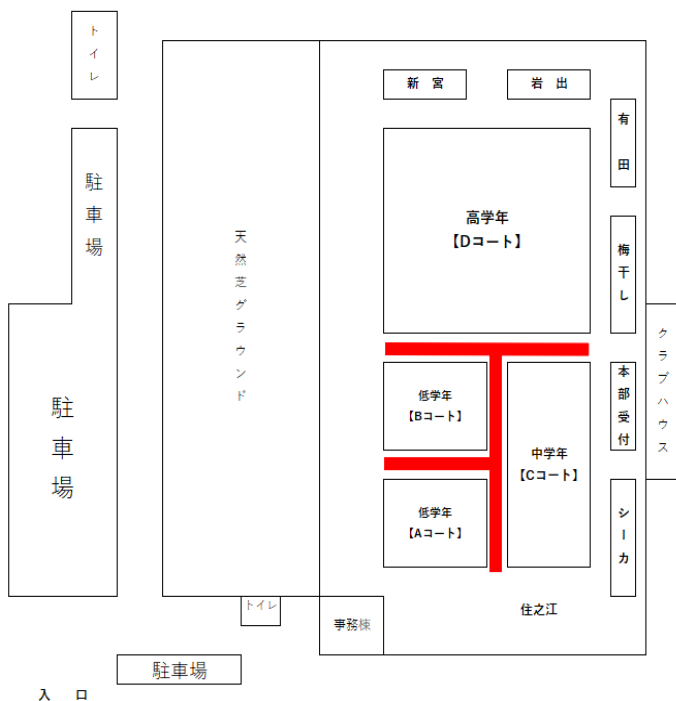 トイレ
新　宮
岩　出
有　田
駐車場
高学年
【Dコート】
天然芝グラウンド
梅干し
クラブハウス
本部受付
低学年
【Bコート】
駐車場
中学年
【Cコート】
低学年
【Aコート】
シーカ
トイレ
事務棟
住之江
駐車場
入　口